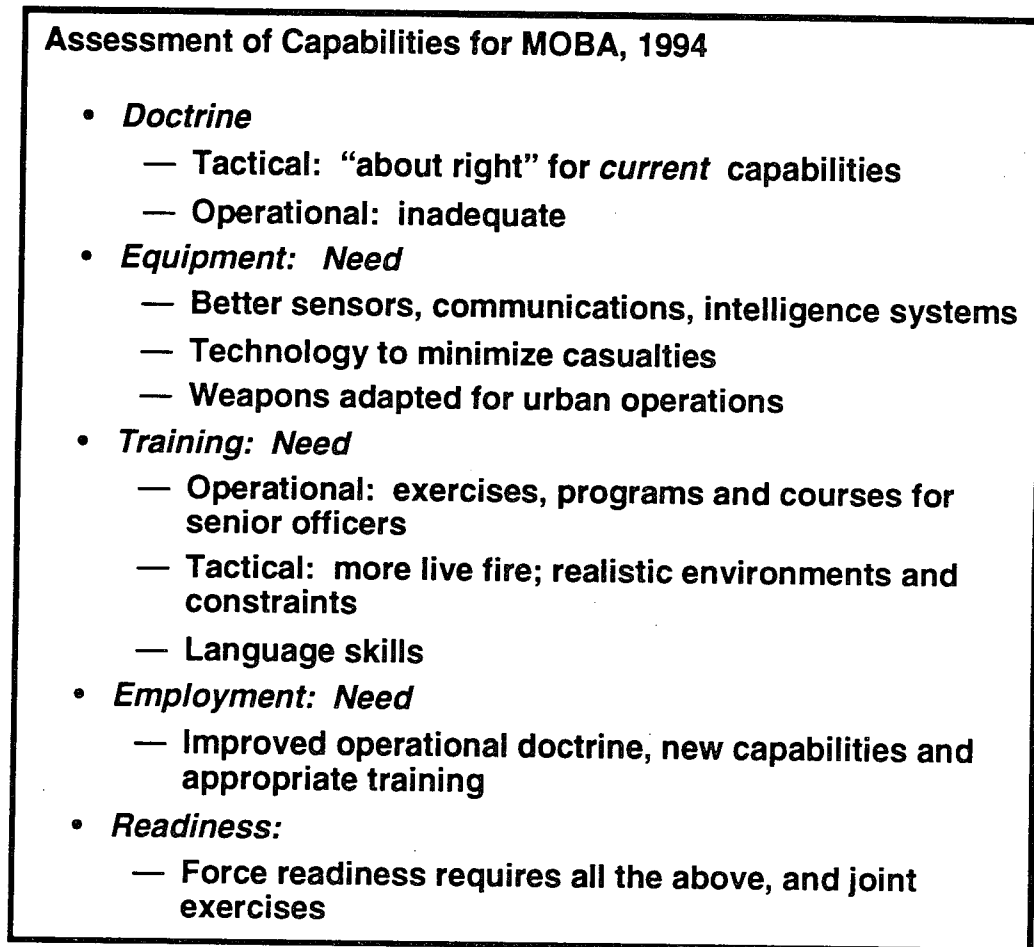 Assessment of Capabilities for MOBA, 1994
• Doctrine
— Tactical: “about right” for current capabilities
— Operational: inadequate
• Equipment: Need
— Better sensors, communications, intelligence systems
— Technology to minimize casualties
— Weapons adapted for urban operations
• Training: Need
— Operational: exercises, programs and courses for
senior officers
— Tactical: more live fire; realistic environments and
constraints
— Language skills
• Employment: Need
— Improved operational doctrine, new capabilities and
appropriate training
• Readiness:
— Force readiness requires all the above, and joint
exercises